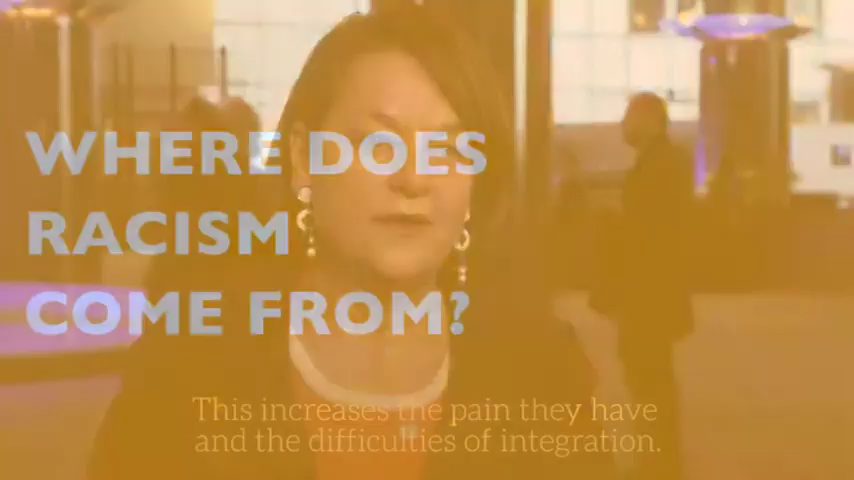 WHERE DOES
RACISM
COME FROM?
This increases the pain they have
and the difficulties of integration.